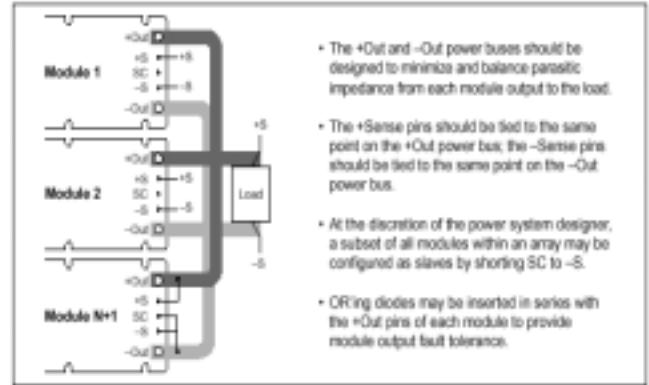 +Out
+S
+S
Module 1
SC
-S
-S
-Out
+S
+Out
+S
+S
Module 2
SC
Load
-S
-S
-Out
-S
+Out
+S
Module N+1
SC
-S
-Out
• The +Out and –Out power buses should be
designed to minimize and balance parasitic
impedance from each module output to the load.
• The +Sense pins should be tied to the same
point on the +Out power bus; the –Sense pins
should be tied to the same point on the –Out
power bus.
• At the discretion of the power system designer,
a subset of all modules within an array may be
configured as slaves by shorting SC to –S.
• OR'ing diodes may be inserted in series with
the +Out pins of each module to provide
module output fault tolerance.